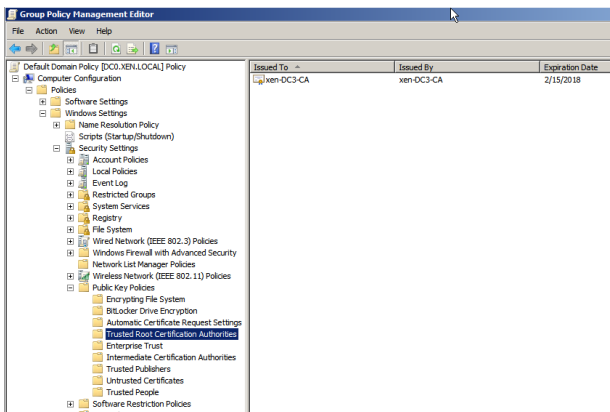 Group Policy Management Editor
File Action View Help
Default Domain Policy [DC0.XEN.LOCAL] Policy
Computer Configuration
Policies
Software Settings
Windows Settings
Name Resolution Policy
Scripts (Startup/Shutdown)
Security Settings
Account Policies
Local Policies
Event Log
Restricted Groups
System Services
Registry
File System
Wired Network (IEEE 802.3) Policies
Windows Firewall with Advanced Security
Network List Manager Policies
Wireless Network (IEEE 802.11) Policies
Public Key Policies
Encrypting File System
BitLocker Drive Encryption
Automatic Certificate Request Settings
Trusted Root Certification Authorities
Enterprise Trust
Intermediate Certification Authorities
Trusted Publishers
Untrusted Certificates
Trusted People
Software Restriction Policies
Issued To Issued By Expiration Date
xen-DC3-CA xen-DC3-CA 2/15/2018